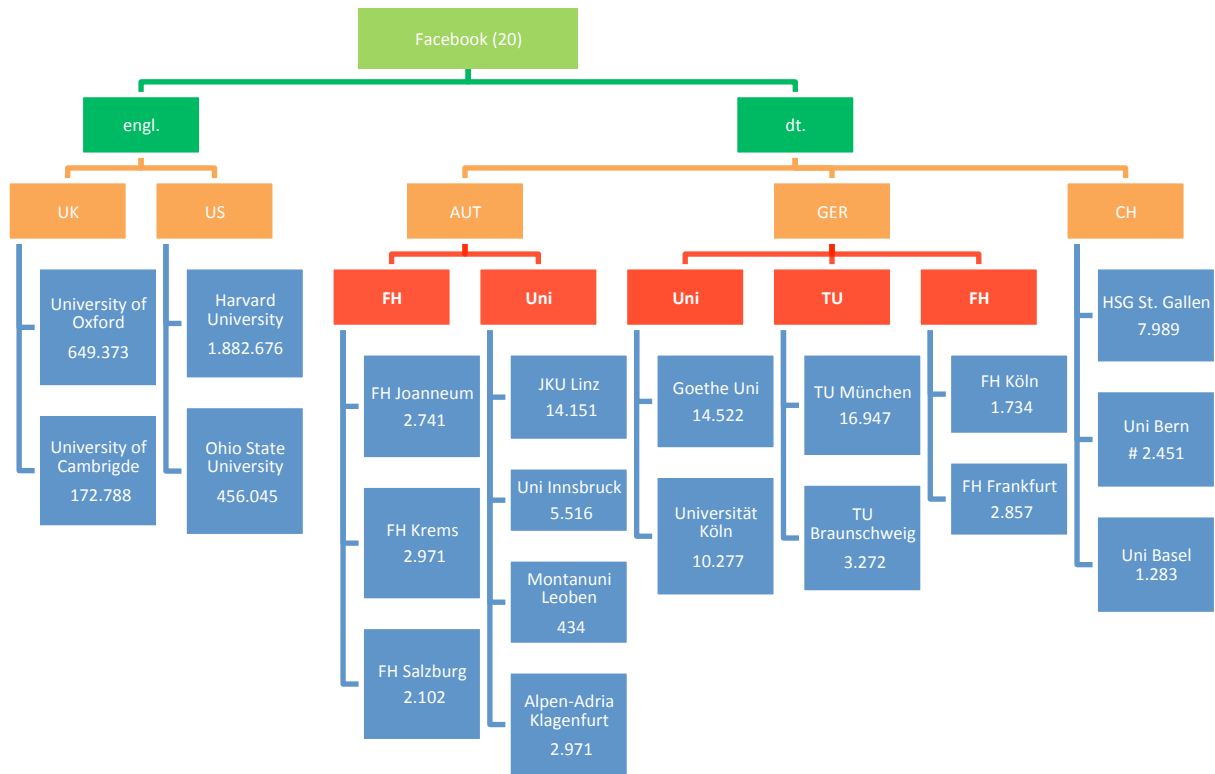 Facebook (20)
engl.
dt.
UK
US
AUT
GER
CH
FH
Uni
Uni
TU
FH
University of
Oxford
649.373
University of
Cambrigde
172.788
Harvard
University
1.882.676
Ohio State
University
456.045
FH Joanneum
2.741
FH Krems
2.971
FH Salzburg
2.102
JKU Linz
14.151
Uni Innsbruck
5.516
Montanuni
Leoben
434
Alpen-Adria
Klagenfurt
2.971
Goethe Uni
14.522
Universität
Köln
10.277
TU München
16.947
TU
Braunschweig
3.272
FH Köln
1.734
FH Frankfurt
2.857
HSG St. Gallen
7.989
Uni Bern
# 2.451
Uni Basel
1.283